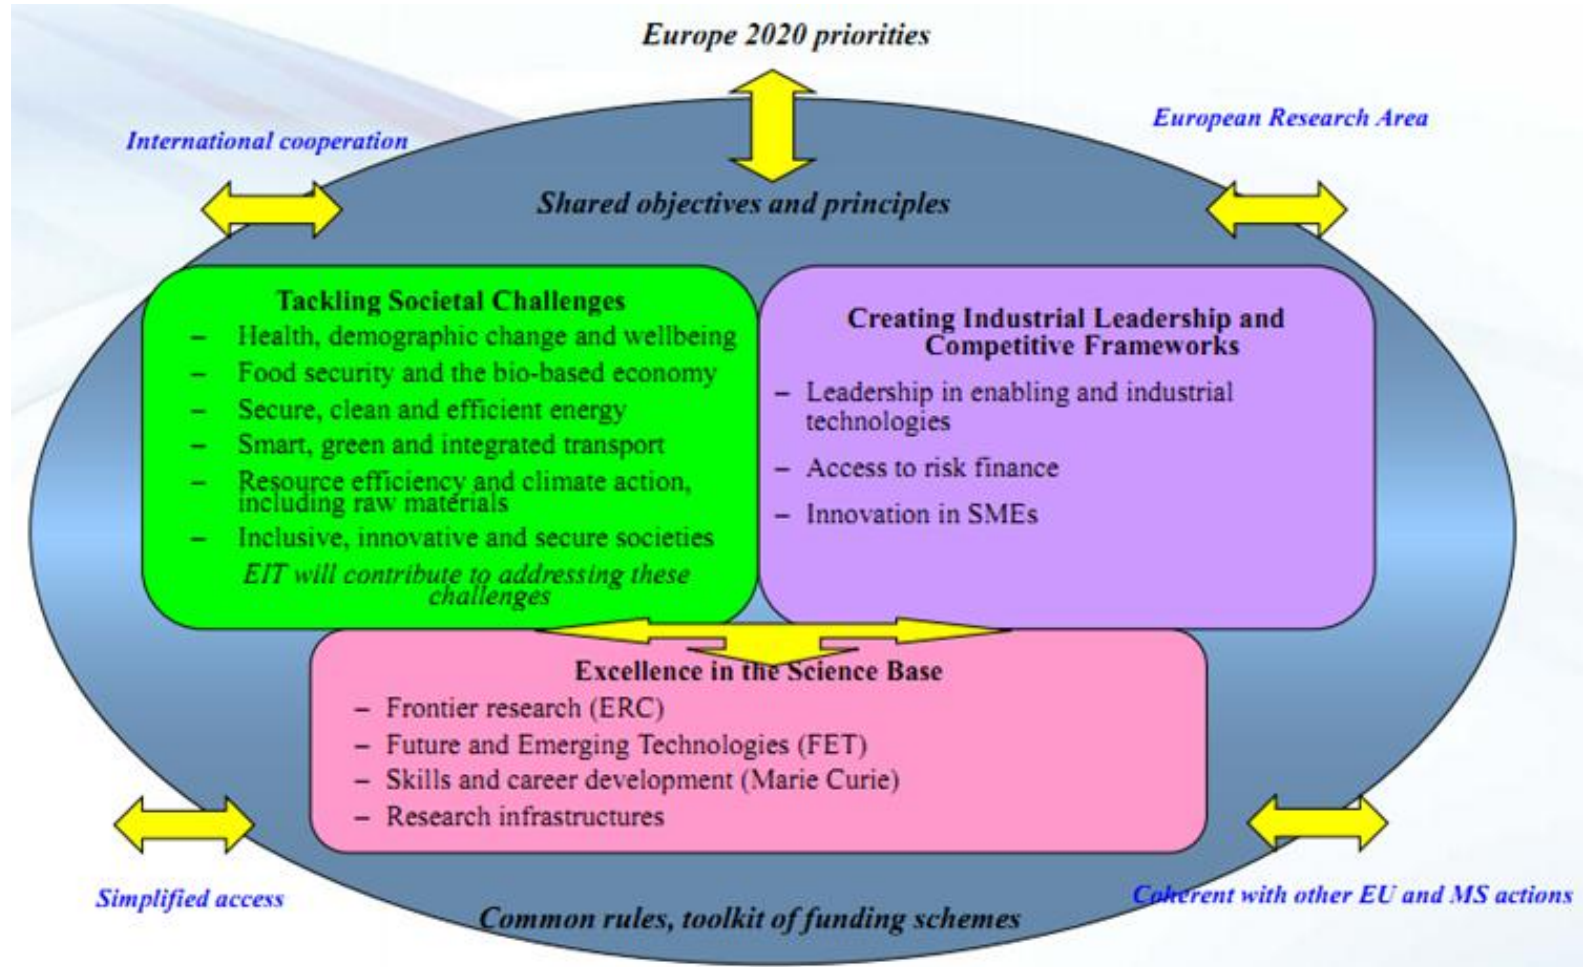 Europe 2020 priorities
International cooperation
European Research Area
Shared objectives and principles
Tackling Societal Challenges
– Health, demographic change and wellbeing
– Food security and the bio-based economy
– Secure, clean and efficient energy
– Smart, green and integrated transport
– Resource efficiency and climate action,
including raw materials
– Inclusive, innovative and secure societies
EIT will contribute to addressing these
challenges
Creating Industrial Leadership and
Competitive Frameworks
– Leadership in enabling and industrial
technologies
– Access to risk finance
– Innovation in SMEs
Excellence in the Science Base
– Frontier research (ERC)
– Future and Emerging Technologies (FET)
– Skills and career development (Marie Curie)
– Research infrastructures
Simplified access
Coherent with other EU and MS actions
Common rules, toolkit of funding schemes